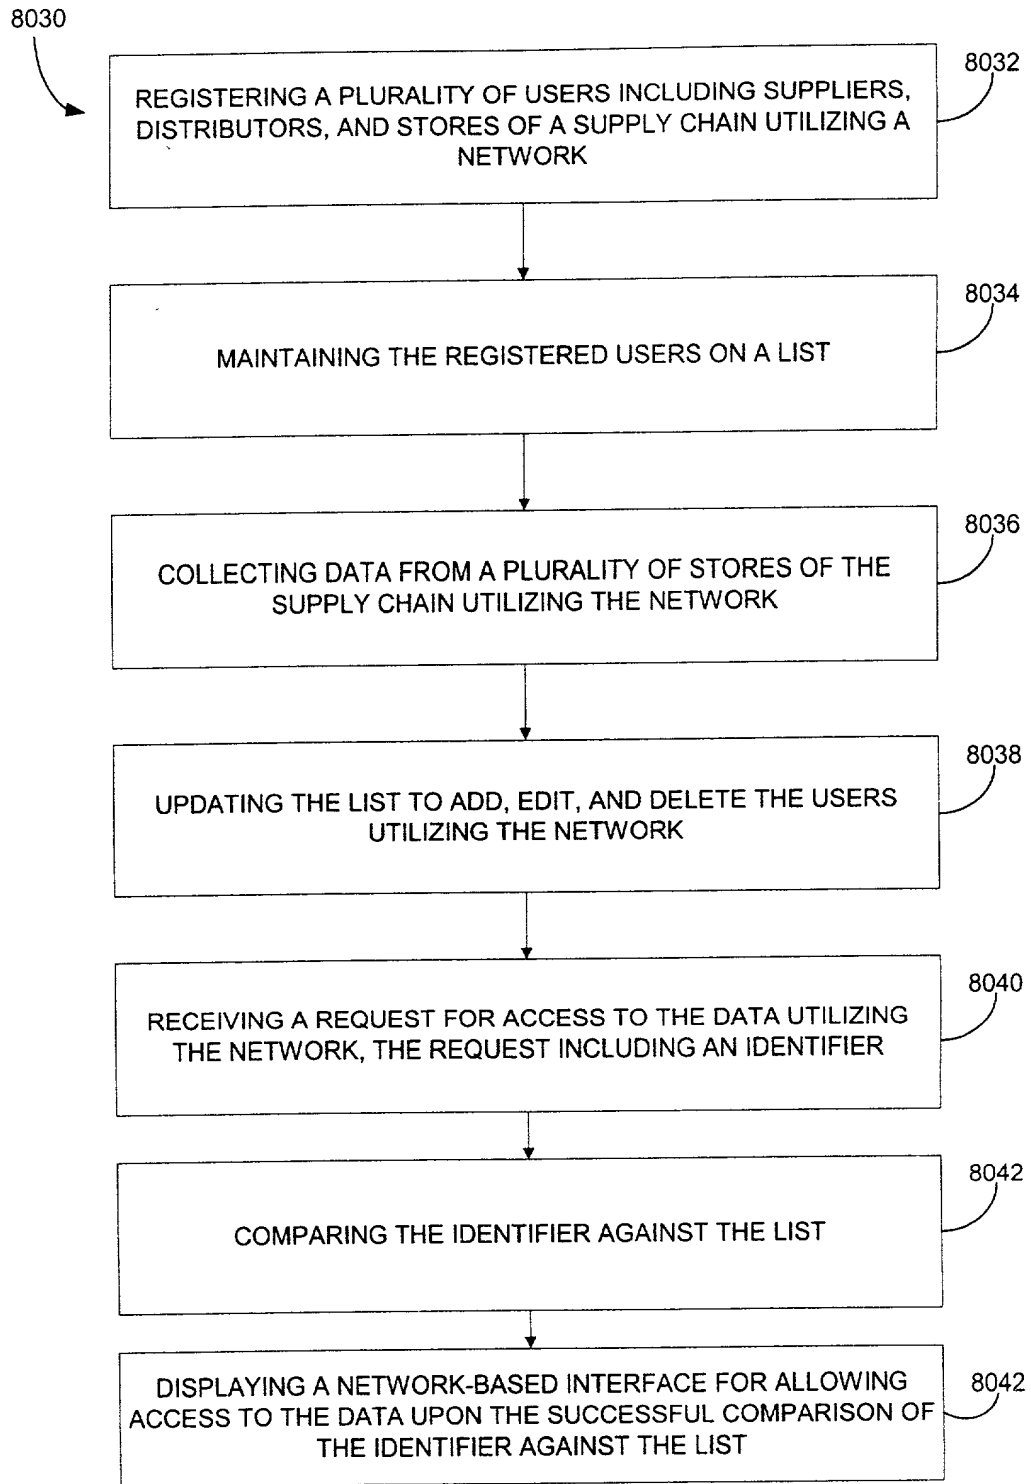 8030
8032
REGISTERING A PLURALITY OF USERS INCLUDING SUPPLIERS,
DISTRIBUTORS, AND STORES OF A SUPPLY CHAIN UTILIZING A
NETWORK
8034
MAINTAINING THE REGISTERED USERS ON A LIST
8036
COLLECTING DATA FROM A PLURALITY OF STORES OF THE
SUPPLY CHAIN UTILIZING THE NETWORK
8038
UPDATING THE LIST TO ADD, EDIT, AND DELETE THE USERS
UTILIZING THE NETWORK
8040
RECEIVING A REQUEST FOR ACCESS TO THE DATA UTILIZING
THE NETWORK, THE REQUEST INCLUDING AN IDENTIFIER
8042
COMPARING THE IDENTIFIER AGAINST THE LIST
8042
DISPLAYING A NETWORK-BASED INTERFACE FOR ALLOWING
ACCESS TO THE DATA UPON THE SUCCESSFUL COMPARISON OF
THE IDENTIFIER AGAINST THE LIST